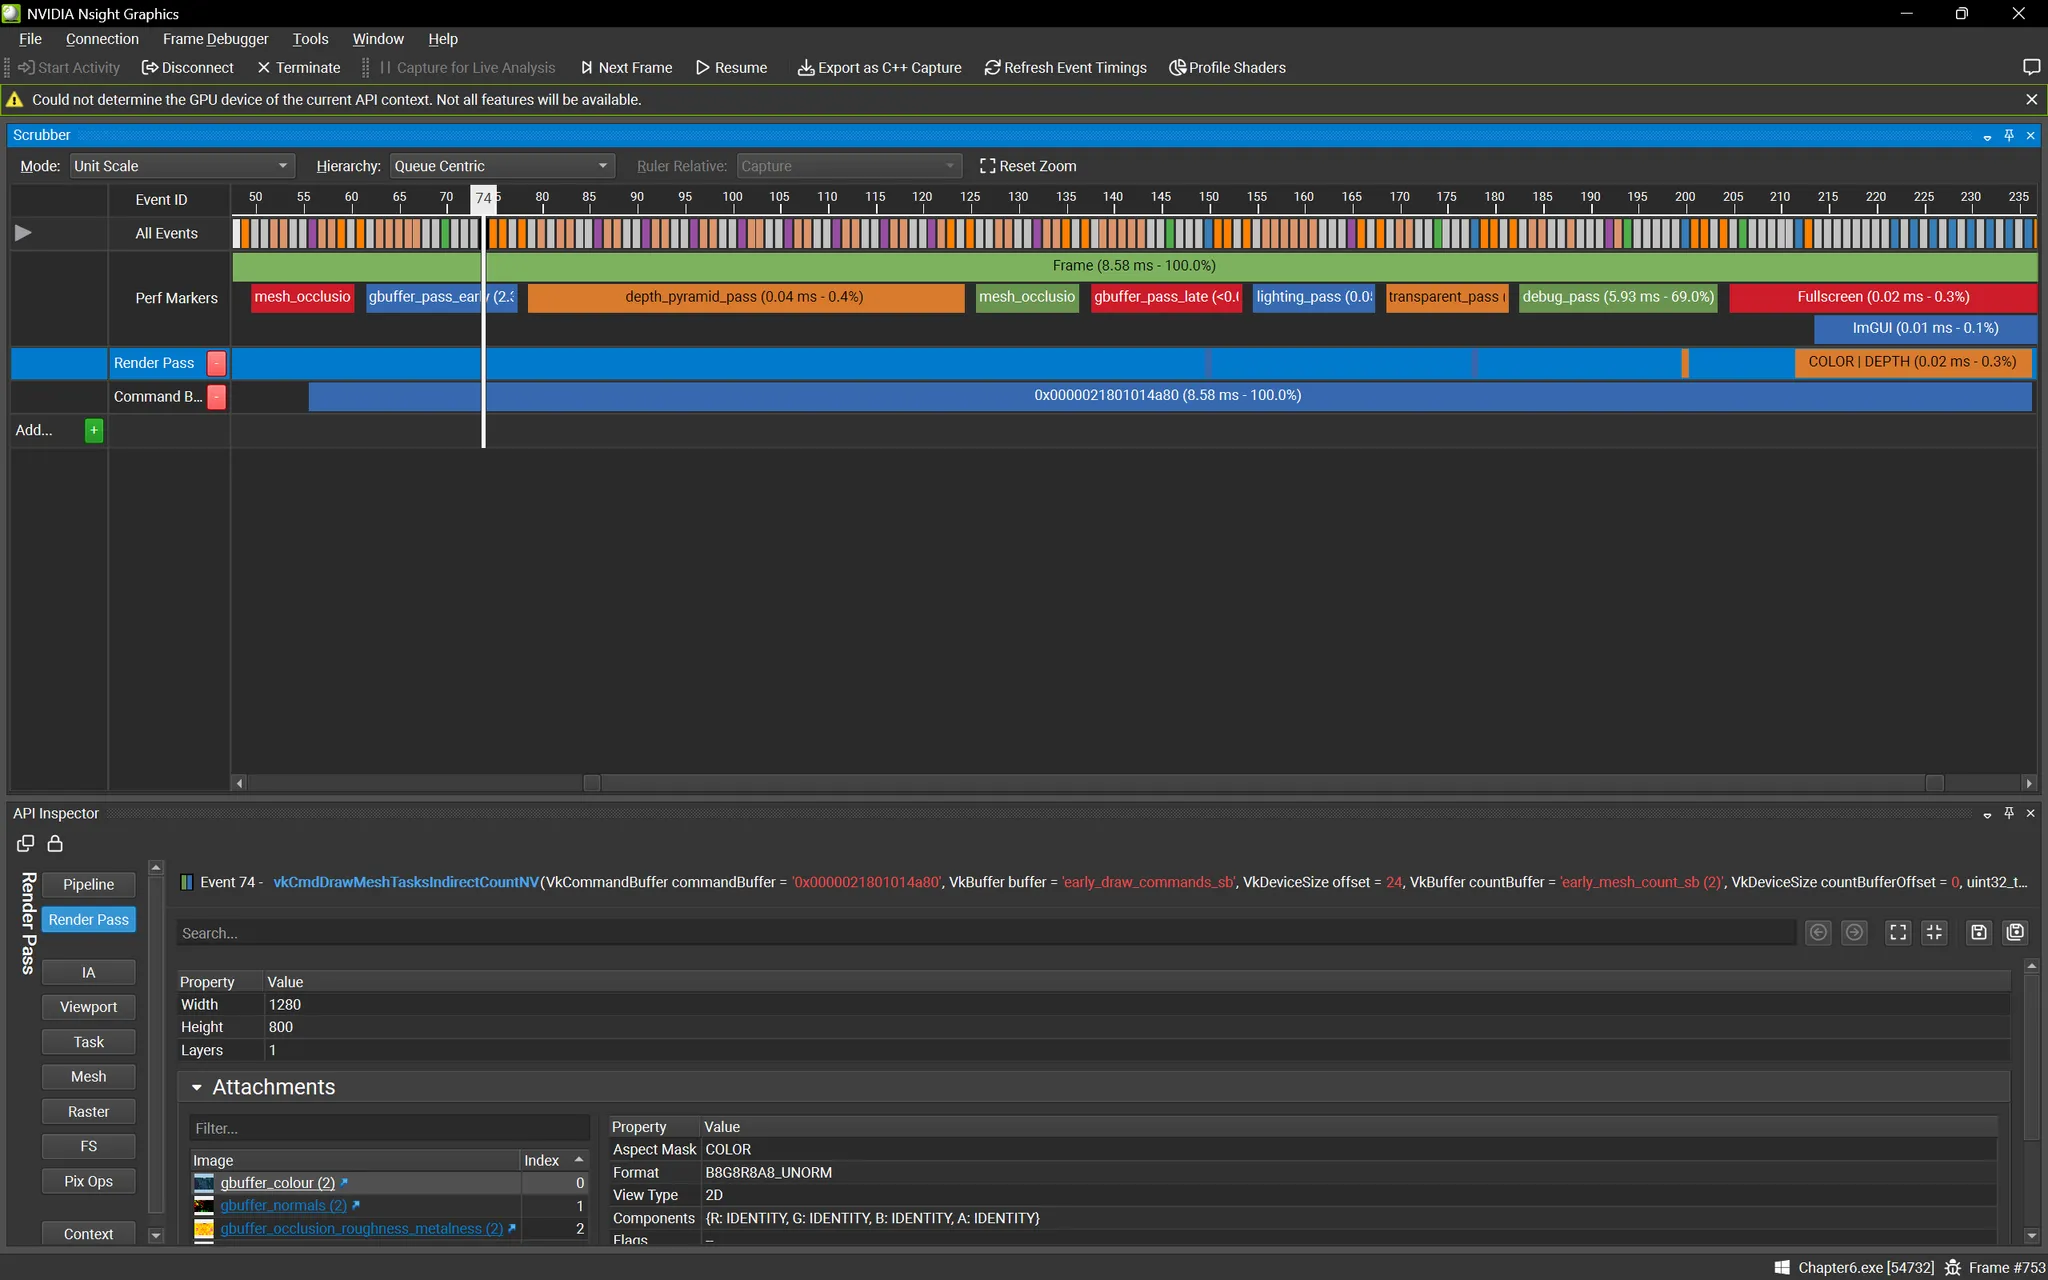 NVIDIA Nsight Graphics
File Connection Frame Debugger Tools Window Help
Start Activity Disconnect Terminate Capture for Live Analysis Next Frame Resume Export as C++ Capture Refresh Event Timings Profile Shaders
Could not determine the GPU device of the current API context. Not all features will be available.
Scrubber
Mode: Unit Scale Hierarchy: Queue Centric Ruler Relative: Capture Reset Zoom
Event ID 50 55 60 65 70 74 80 85 90 95 100 105 110 115 120 125 130 135 140 145 150 155 160 165 170 175 180 185 190 195 200 205 210 215 220 225 230 235
All Events
Frame (8.58 ms - 100.0%)
Perf Markers mesh_occlusio gbuffer_pass_early (2.3 depth_pyramid_pass (0.04 ms - 0.4%) mesh_occlusio gbuffer_pass_late (<0.0 lighting_pass (0.0 transparent_pass ( debug_pass (5.93 ms - 69.0%) Fullscreen (0.02 ms - 0.3%)
ImGUI (0.01 ms - 0.1%)
Render Pass - COLOR | DEPTH (0.02 ms - 0.3%)
Command B... - 0x0000021801014a80 (8.58 ms - 100.0%)
Add... +
API Inspector
Render Pass
Pipeline
Event 74 - vkCmdDrawMeshTasksIndirectCountNV(VkCommandBuffer commandBuffer = '0x0000021801014a80', VkBuffer buffer = 'early_draw_commands_sb', VkDeviceSize offset = 24, VkBuffer countBuffer = 'early_mesh_count_sb (2)', VkDeviceSize countBufferOffset = 0, uint32_t...
Render Pass
Search...
IA
Viewport
Task
Mesh
Raster
FS
Pix Ops
Context
Property Value
Width 1280
Height 800
Layers 1
Attachments
Filter...
Image Index
gbuffer_colour (2) 0
gbuffer_normals (2) 1
gbuffer_occlusion_roughness_metalness (2) 2
Property Value
Aspect Mask COLOR
Format B8G8R8A8_UNORM
View Type 2D
Components {R: IDENTITY, G: IDENTITY, B: IDENTITY, A: IDENTITY}
Flags --
Chapter6.exe [54732] Frame #753